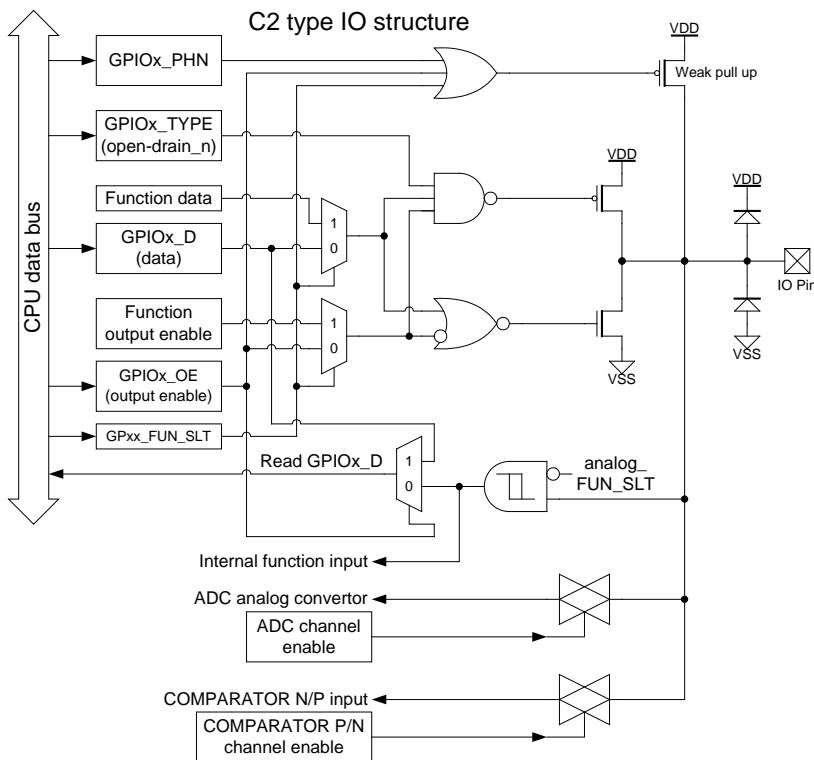 C2 type IO structure
VDD
GPIOx_PHN
Weak pull up
GPIOx_TYPE
(open-drain_n)
VDD
VDD
Function data
1
0
GPIOx_D
(data)
CPU data bus
IO Pin
Function
output enable
1
0
VSS
VSS
GPIOx_OE
(output enable)
GPxx_FUN_SLT
Read GPIOx_D
1
0
analog_
FUN_SLT
Internal function input
ADC analog convertor
ADC channel
enable
COMPARATOR N/P input
COMPARATOR P/N
channel enable